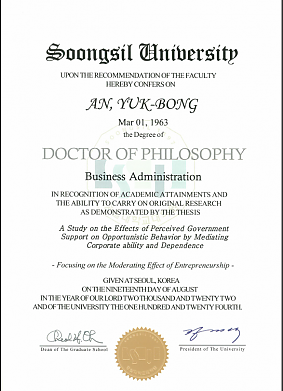 Soongsil University
UPON THE RECOMMENDATION OF THE FACULTY
HEREBY CONFERS ON
AN, YUK-BONG
Mar 01, 1963
the Degree of
DOCTOR OF PHILOSOPHY
Business Administration
IN RECOGNITION OF ACADEMIC ATTAINMENTS AND
THE ABILITY TO CARRY ON ORIGINAL RESEARCH
AS DEMONSTRATED BY THE THESIS
A Study on the Effects of Perceived Government
Support on Opportunistic Behavior by Mediating
Corporate ability and Dependence
- Focusing on the Moderating Effect of Entrepreneurship -
GIVEN AT SEOUL, KOREA
ON THE NINETEENTH DAY OF AUGUST
IN THE YEAR OF OUR LORD TWO THOUSAND AND TWENTY TWO
AND OF THE UNIVERSITY THE ONE HUNDRED AND TWENTY FOURTH.
Dean of The Graduate School
President of The University